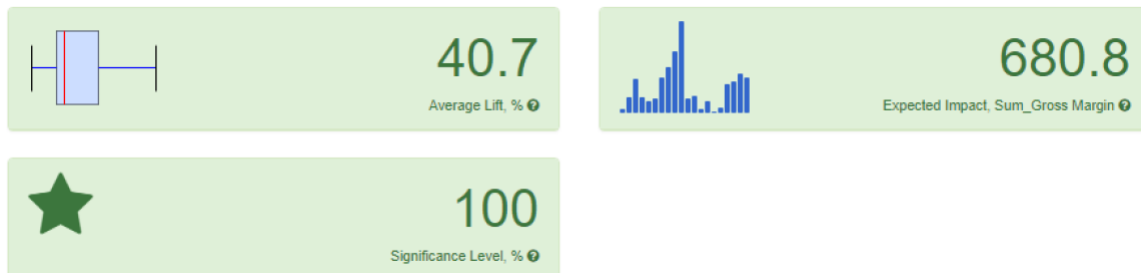 40.7
Average Lift, % ?
680.8
Expected Impact, Sum_Gross Margin ?
100
Significance Level, % ?